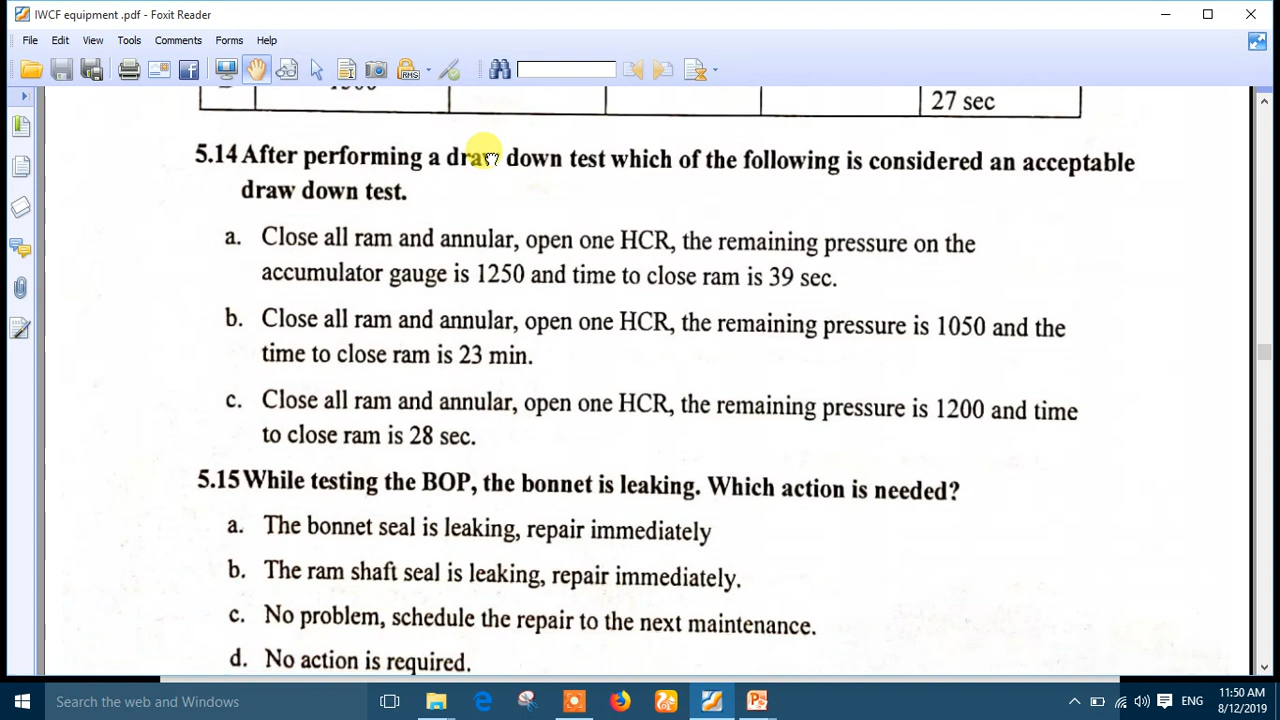 IWCF equipment .pdf - Foxit Reader
File Edit View Tools Comments Forms Help
RMS
27 sec
5.14 After performing a draw down test which of the following is considered an acceptable
draw down test.
a. Close all ram and annular, open one HCR, the remaining pressure on the
accumulator gauge is 1250 and time to close ram is 39 sec.
b. Close all ram and annular, open one HCR, the remaining pressure is 1050 and the
time to close ram is 23 min.
c. Close all ram and annular, open one HCR, the remaining pressure is 1200 and time
to close ram is 28 sec.
5.15 While testing the BOP, the bonnet is leaking. Which action is needed?
a. The bonnet seal is leaking, repair immediately
b. The ram shaft seal is leaking, repair immediately.
c. No problem, schedule the repair to the next maintenance.
d. No action is required.
Search the web and Windows
ENG
11:50 AM
8/12/2019